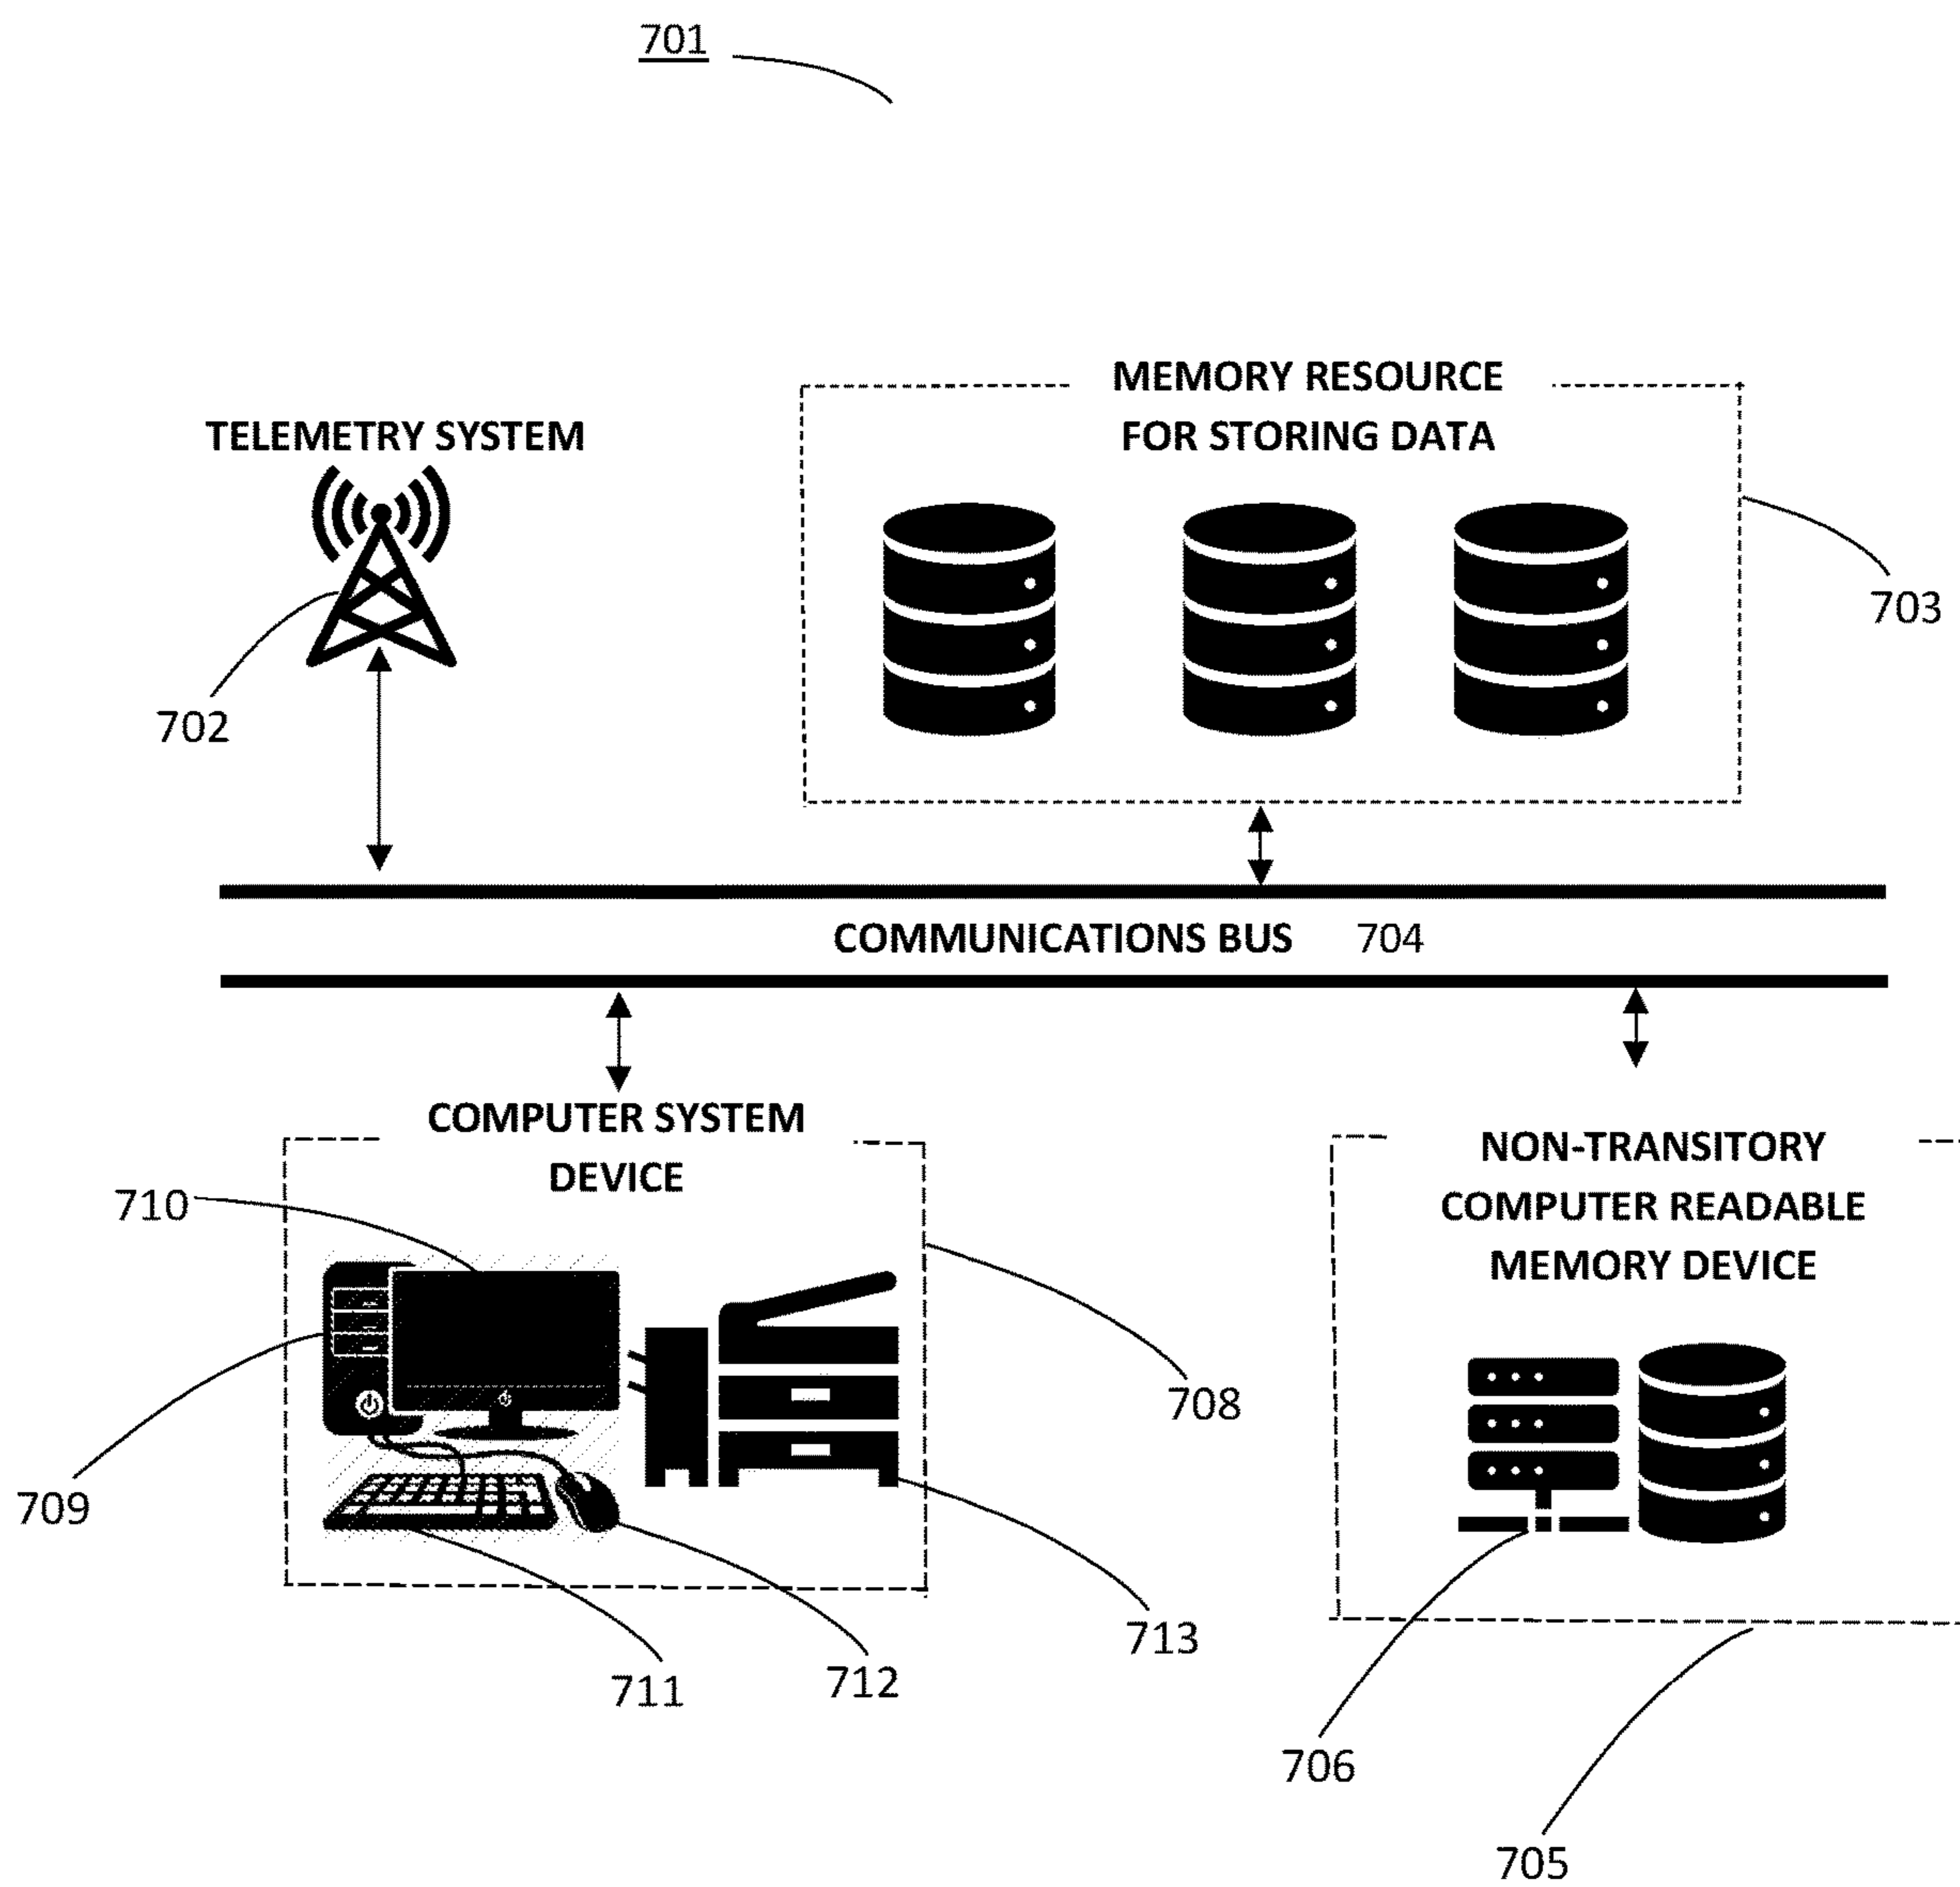 701
TELEMETRY SYSTEM
MEMORY RESOURCE
FOR STORING DATA
703
702
COMMUNICATIONS BUS 704
COMPUTER SYSTEM
DEVICE
NON-TRANSITORY
COMPUTER READABLE
MEMORY DEVICE
710
708
709
713
711
712
706
705